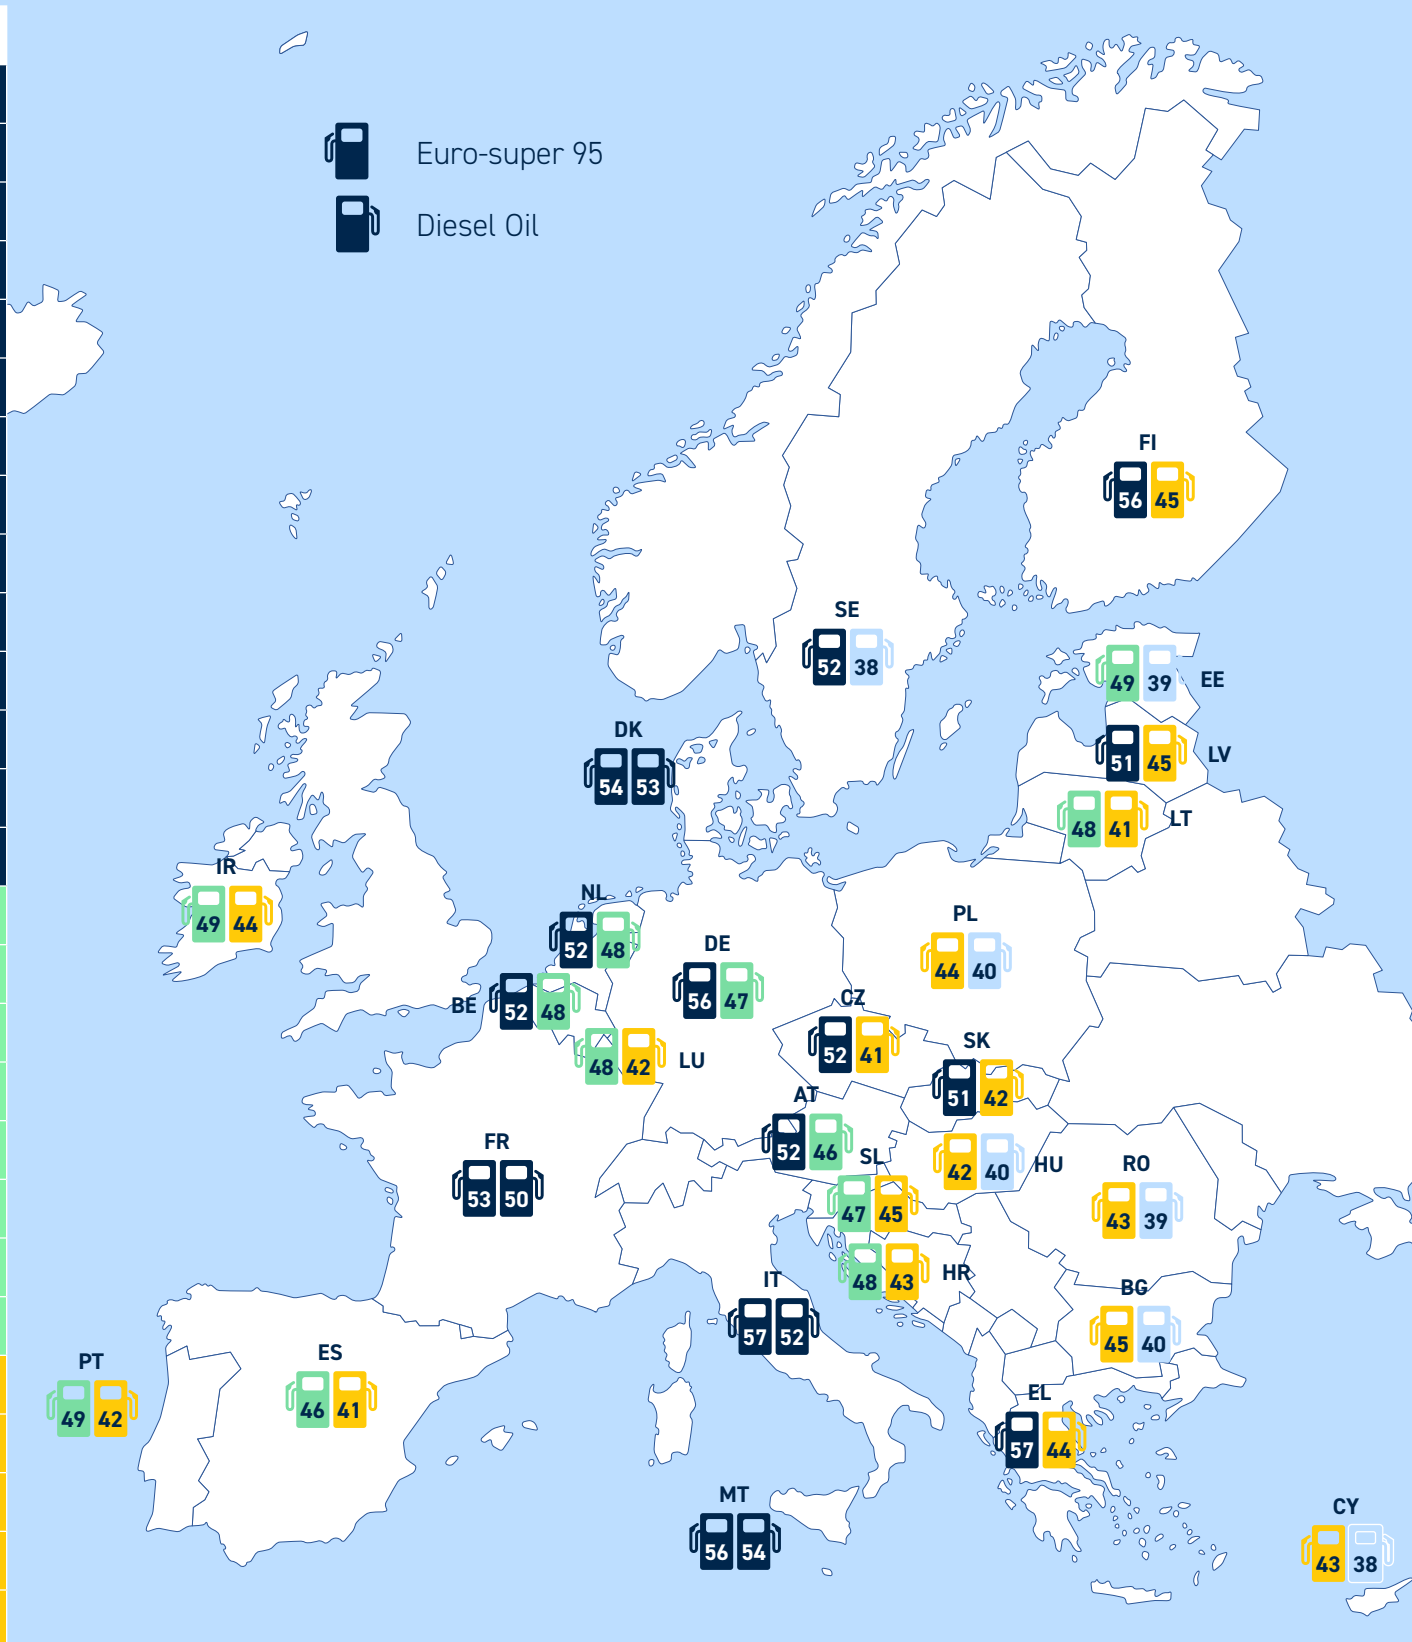 Euro-super 95
Diesel Oil
FI
56 45
SE
52 38
49 39 EE
DK
54 53
51 45 LV
48 41 LT
IR
49 44
NL
52 48
PL
44 40
DE
56 47
BE 52 48
CZ
52 41
48 42 LU
SK
51 42
AT
52 46
FR
53 50
42 40 HU
SL
47 45
RO
43 39
48 43 HR
IT
57 52
BG
45 40
PT
49 42
ES
46 41
EL
57 44
MT
56 54
CY
43 38